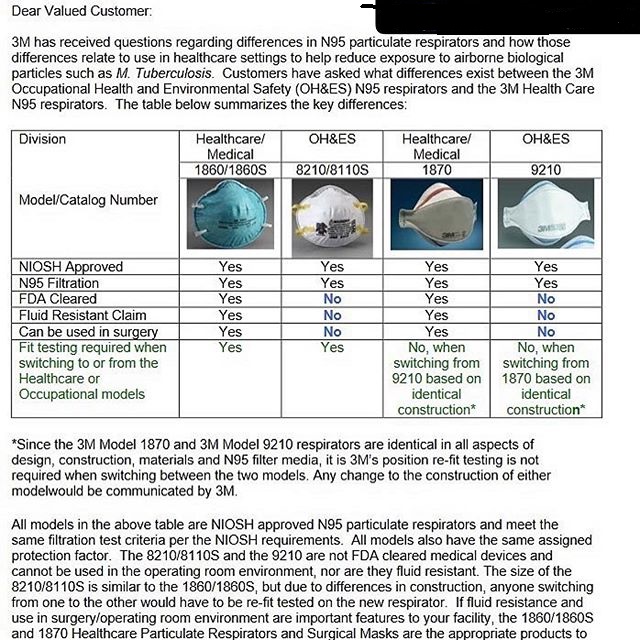 Dear Valued Customer:
3M has received questions regarding differences in N95 particulate respirators and how those
differences relate to use in healthcare settings to help reduce exposure to airborne biological
particles such as M. Tuberculosis. Customers have asked what differences exist between the 3M
Occupational Health and Environmental Safety (OH&ES) N95 respirators and the 3M Health Care
N95 respirators. The table below summarizes the key differences:
Division Healthcare/ OH&ES Healthcare/ OH&ES
Medical Medical
1860/1860S 8210/8110S 1870 9210
Model/Catalog Number
NIOSH Approved Yes Yes Yes Yes
N95 Filtration Yes Yes Yes Yes
FDA Cleared Yes No Yes No
Fluid Resistant Claim Yes No Yes No
Can be used in surgery Yes No Yes No
Fit testing required when Yes Yes No, when No, when
switching to or from the switching from switching from
Healthcare or 9210 based on 1870 based on
Occupational models identical identical
construction* construction*
*Since the 3M Model 1870 and 3M Model 9210 respirators are identical in all aspects of
design, construction, materials and N95 filter media, it is 3M's position re-fit testing is not
required when switching between the two models. Any change to the construction of either
modelwould be communicated by 3M.
All models in the above table are NIOSH approved N95 particulate respirators and meet the
same filtration test criteria per the NIOSH requirements. All models also have the same assigned
protection factor. The 8210/8110S and the 9210 are not FDA cleared medical devices and
cannot be used in the operating room environment, nor are they fluid resistant. The size of the
8210/8110S is similar to the 1860/1860S, but due to differences in construction, anyone switching
from one to the other would have to be re-fit tested on the new respirator. If fluid resistance and
use in surgery/operating room environment are important features to your facility, the 1860/1860S
and 1870 Healthcare Particulate Respirators and Surgical Masks are the appropriate products to